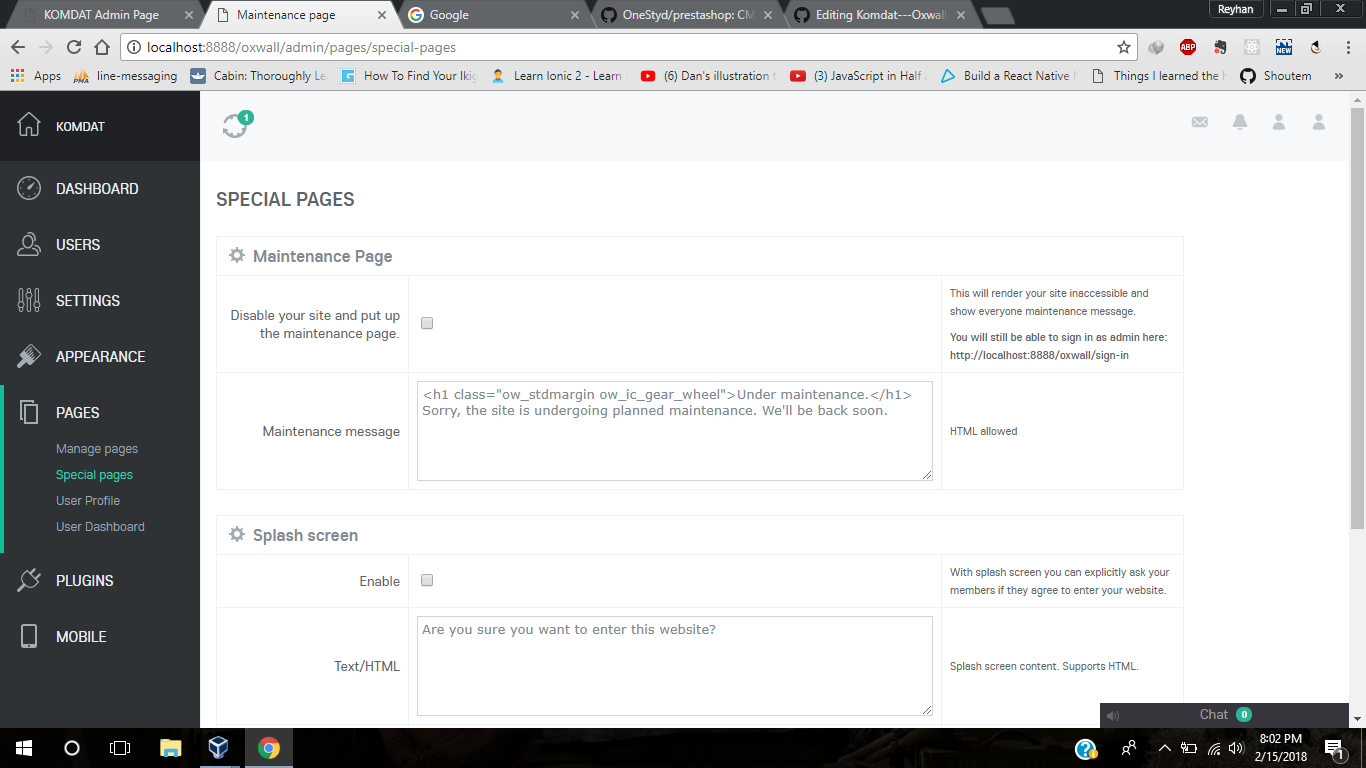 KOMDAT Admin Page
Maintenance page
Google
OneStyd/prestashop: CM
Editing Komdat---Oxwall
Reyhan
localhost:8888/oxwall/admin/pages/special-pages
ABP
NEW
Apps
PMA
line-messaging
Cabin: Thoroughly Le
How To Find Your Iki
Learn Ionic 2 - Learn
(6) Dan's illustration t
(3) JavaScript in Half
Build a React Native
Things I learned the h
Shoutem
»
KOMDAT
1
DASHBOARD
USERS
SETTINGS
APPEARANCE
PAGES
Manage pages
Special pages
User Profile
User Dashboard
PLUGINS
MOBILE
SPECIAL PAGES
Maintenance Page
Disable your site and put up
the maintenance page.
This will render your site inaccessible and
show everyone maintenance message.
You will still be able to sign in as admin here:
http://localhost:8888/oxwall/sign-in
Maintenance message
<h1 class="ow_stdmargin ow_ic_gear_wheel">Under maintenance.</h1>
Sorry, the site is undergoing planned maintenance. We'll be back soon.
HTML allowed
Splash screen
Enable
With splash screen you can explicitly ask your
members if they agree to enter your website.
Text/HTML
Are you sure you want to enter this website?
Splash screen content. Supports HTML.
Chat 0
8:02 PM
2/15/2018
1